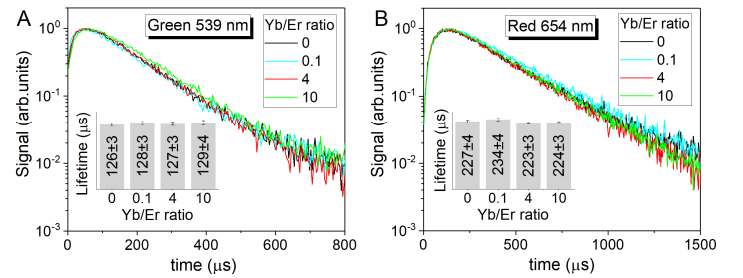 A
Green 539 nm
Yb/Er ratio
0
0.1
4
10
Signal (arb.units)
10⁰
10⁻¹
10⁻²
10⁻³
Lifetime (µs)
126±3
128±3
127±3
129±4
0 0.1 4 10
Yb/Er ratio
0 200 400 600 800
time (µs)
B
Red 654 nm
Yb/Er ratio
0
0.1
4
10
Signal (arb.units)
10⁰
10⁻¹
10⁻²
10⁻³
Lifetime (µs)
227±4
234±4
223±3
224±3
0 0.1 4 10
Yb/Er ratio
0 500 1000 1500
time (µs)